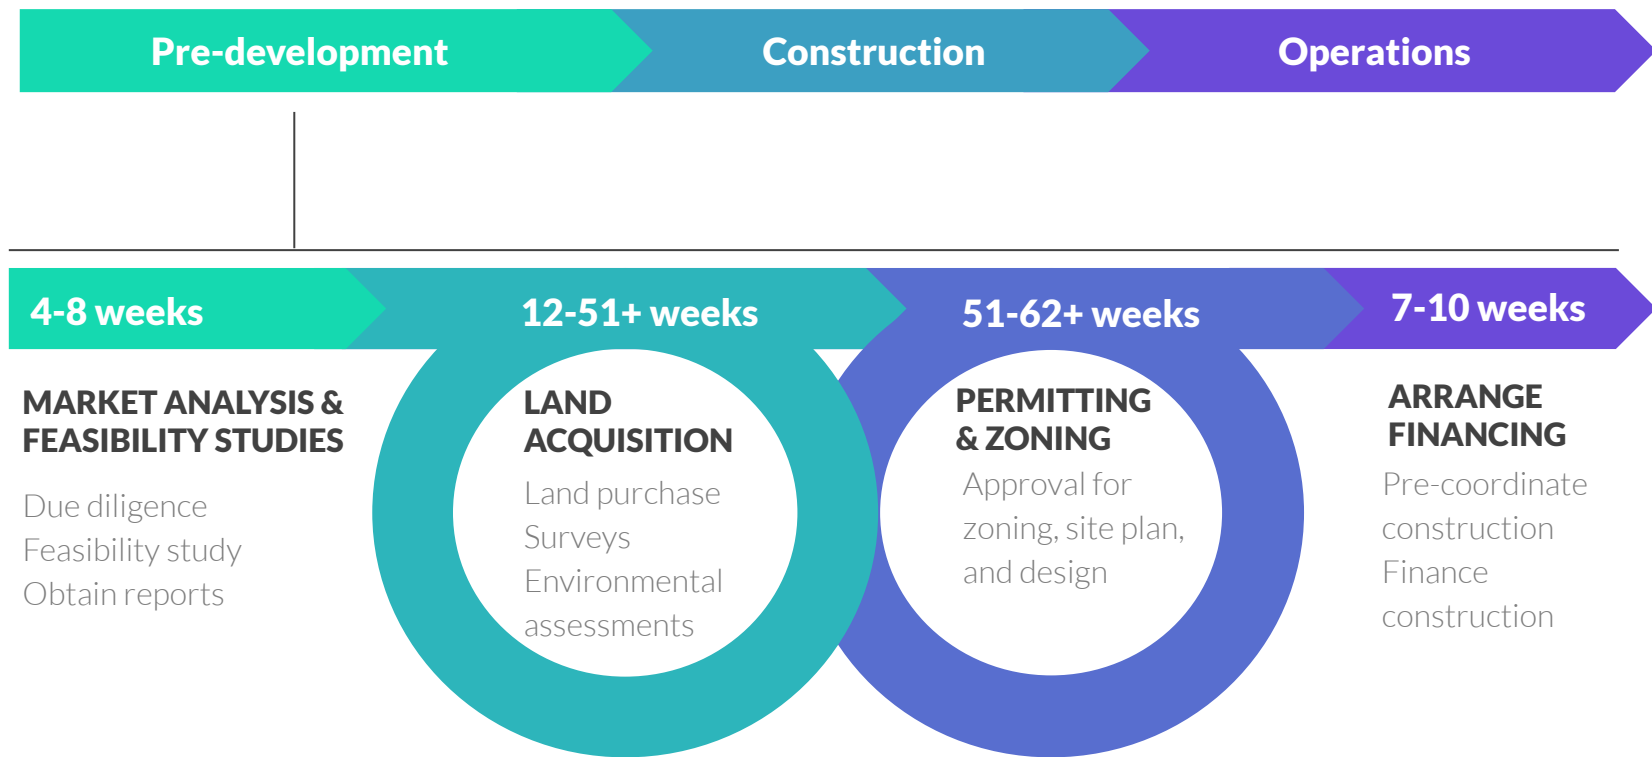 Pre-development
Construction
Operations
4-8 weeks
12-51+ weeks
51-62+ weeks
7-10 weeks
MARKET ANALYSIS &
FEASIBILITY STUDIES
Due diligence
Feasibility study
Obtain reports
LAND
ACQUISITION
Land purchase
Surveys
Environmental
assessments
PERMITTING
& ZONING
Approval for
zoning, site plan,
and design
ARRANGE
FINANCING
Pre-coordinate
construction
Finance
construction